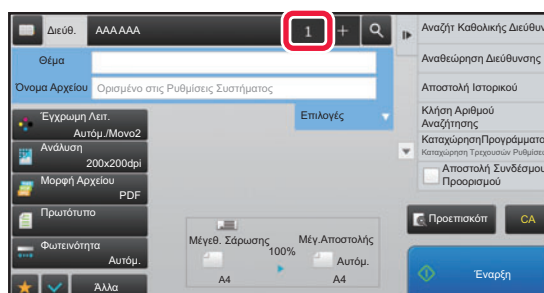 Διεύθ. AAA AAA 1 +
Θέμα
Όνομα Αρχείου Ορισμένο στις Ρυθμίσεις Συστήματος
Έγχρωμη Λειτ.
Αυτόμ./Μονο2
Επιλογές
Ανάλυση
200x200dpi
Μορφή Αρχείου
PDF
Πρωτότυπο
Φωτεινότητα
Αυτόμ.
Άλλα
Μέγεθ. Σάρωσης
100%
Μέγ.Αποστολής
Αυτόμ.
A4
A4
Αναζήτ Καθολικής Διεύθυν
Αναθεώρηση Διεύθυνσης
Αποστολή Ιστορικού
Κλήση Αριθμού
Αναζήτησης
ΚαταχώρησηΠρογράμματο
Καταχώρηση Τρεχουσών Ρυθμίσει
Αποστολή Συνδέσμου
Προορισμού
Προεπισκόπ
CA
Έναρξη